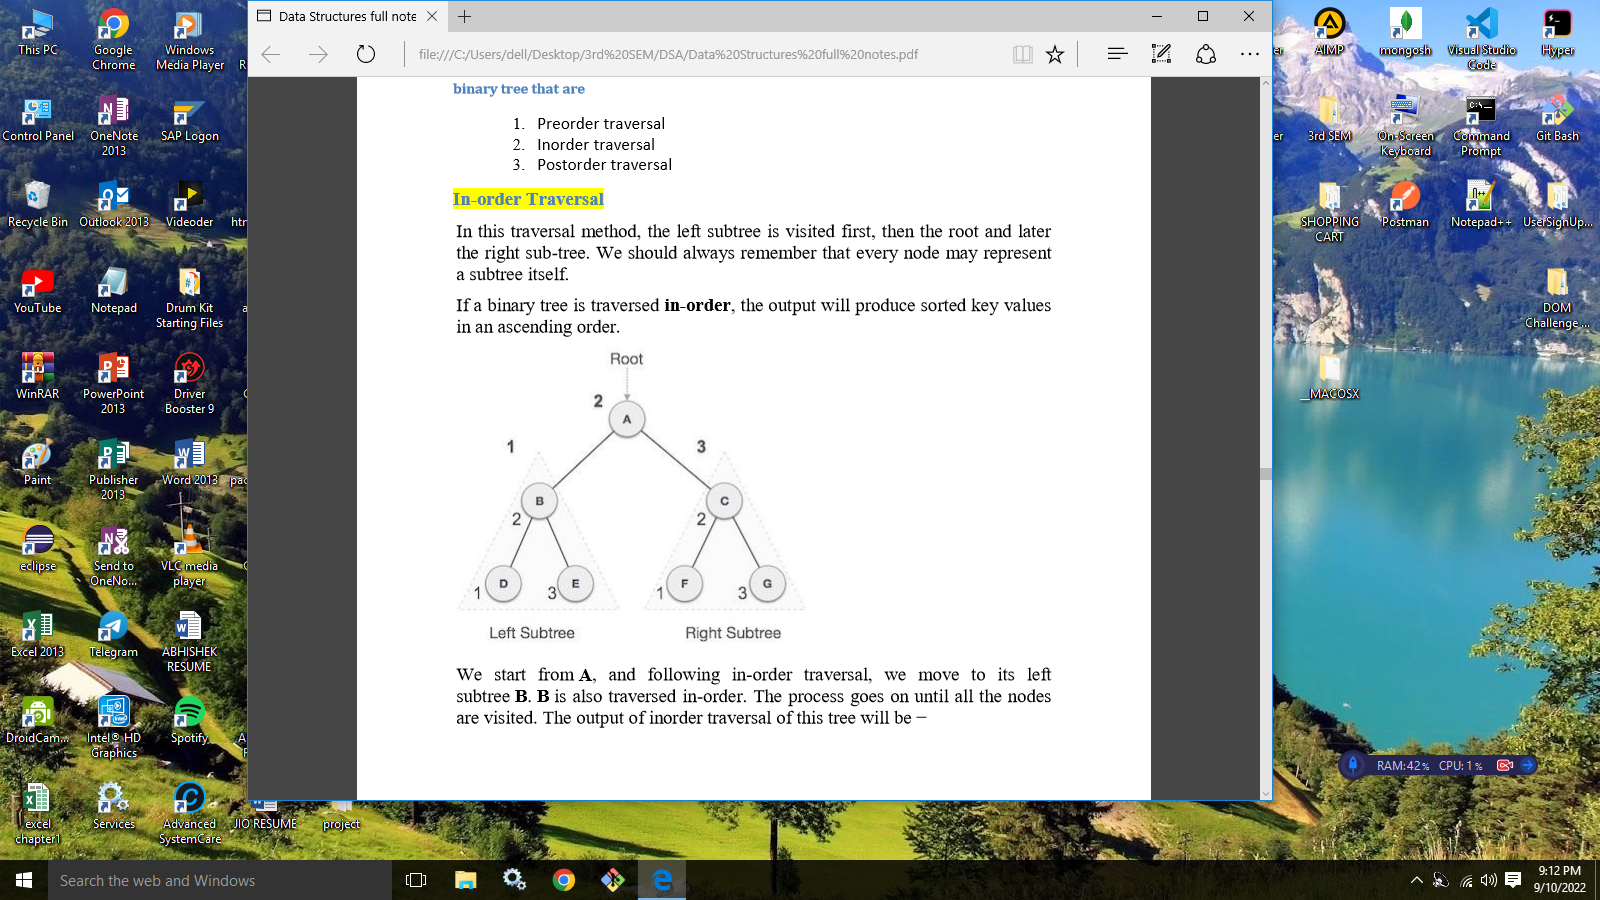 Data Structures full note
file:///C:/Users/dell/Desktop/3rd%20SEM/DSA/Data%20Structures%20full%20notes.pdf
binary tree that are
1. Preorder traversal
2. Inorder traversal
3. Postorder traversal
In-order Traversal
In this traversal method, the left subtree is visited first, then the root and later
the right sub-tree. We should always remember that every node may represent
a subtree itself.
If a binary tree is traversed in-order, the output will produce sorted key values
in an ascending order.
Root
2
A
1
3
B
C
2
2
D
E
F
G
1
3
1
3
Left Subtree
Right Subtree
We start from A, and following in-order traversal, we move to its left
subtree B. B is also traversed in-order. The process goes on until all the nodes
are visited. The output of inorder traversal of this tree will be −
This PC
Google
Chrome
Windows
Media Player
Control Panel
OneNote
2013
SAP Logon
Recycle Bin
Outlook 2013
Videoder
YouTube
Notepad
Drum Kit
Starting Files
WinRAR
PowerPoint
2013
Driver
Booster 9
Paint
Publisher
2013
Word 2013
eclipse
Send to
OneNo...
VLC media
player
Excel 2013
Telegram
ABHISHEK
RESUME
DroidCam...
Intel® HD
Graphics
Spotify
excel
chapter1
Services
Advanced
SystemCare
JIO RESUME
project
AIMP
mongosh
Visual Studio
Code
Hyper
3rd SEM
On-Screen
Keyboard
Command
Prompt
Git Bash
SHOPPING
CART
Postman
Notepad++
UserSignUp...
DOM
Challenge ...
__MACOSX
RAM:42% CPU:1%
Search the web and Windows
9:12 PM
9/10/2022